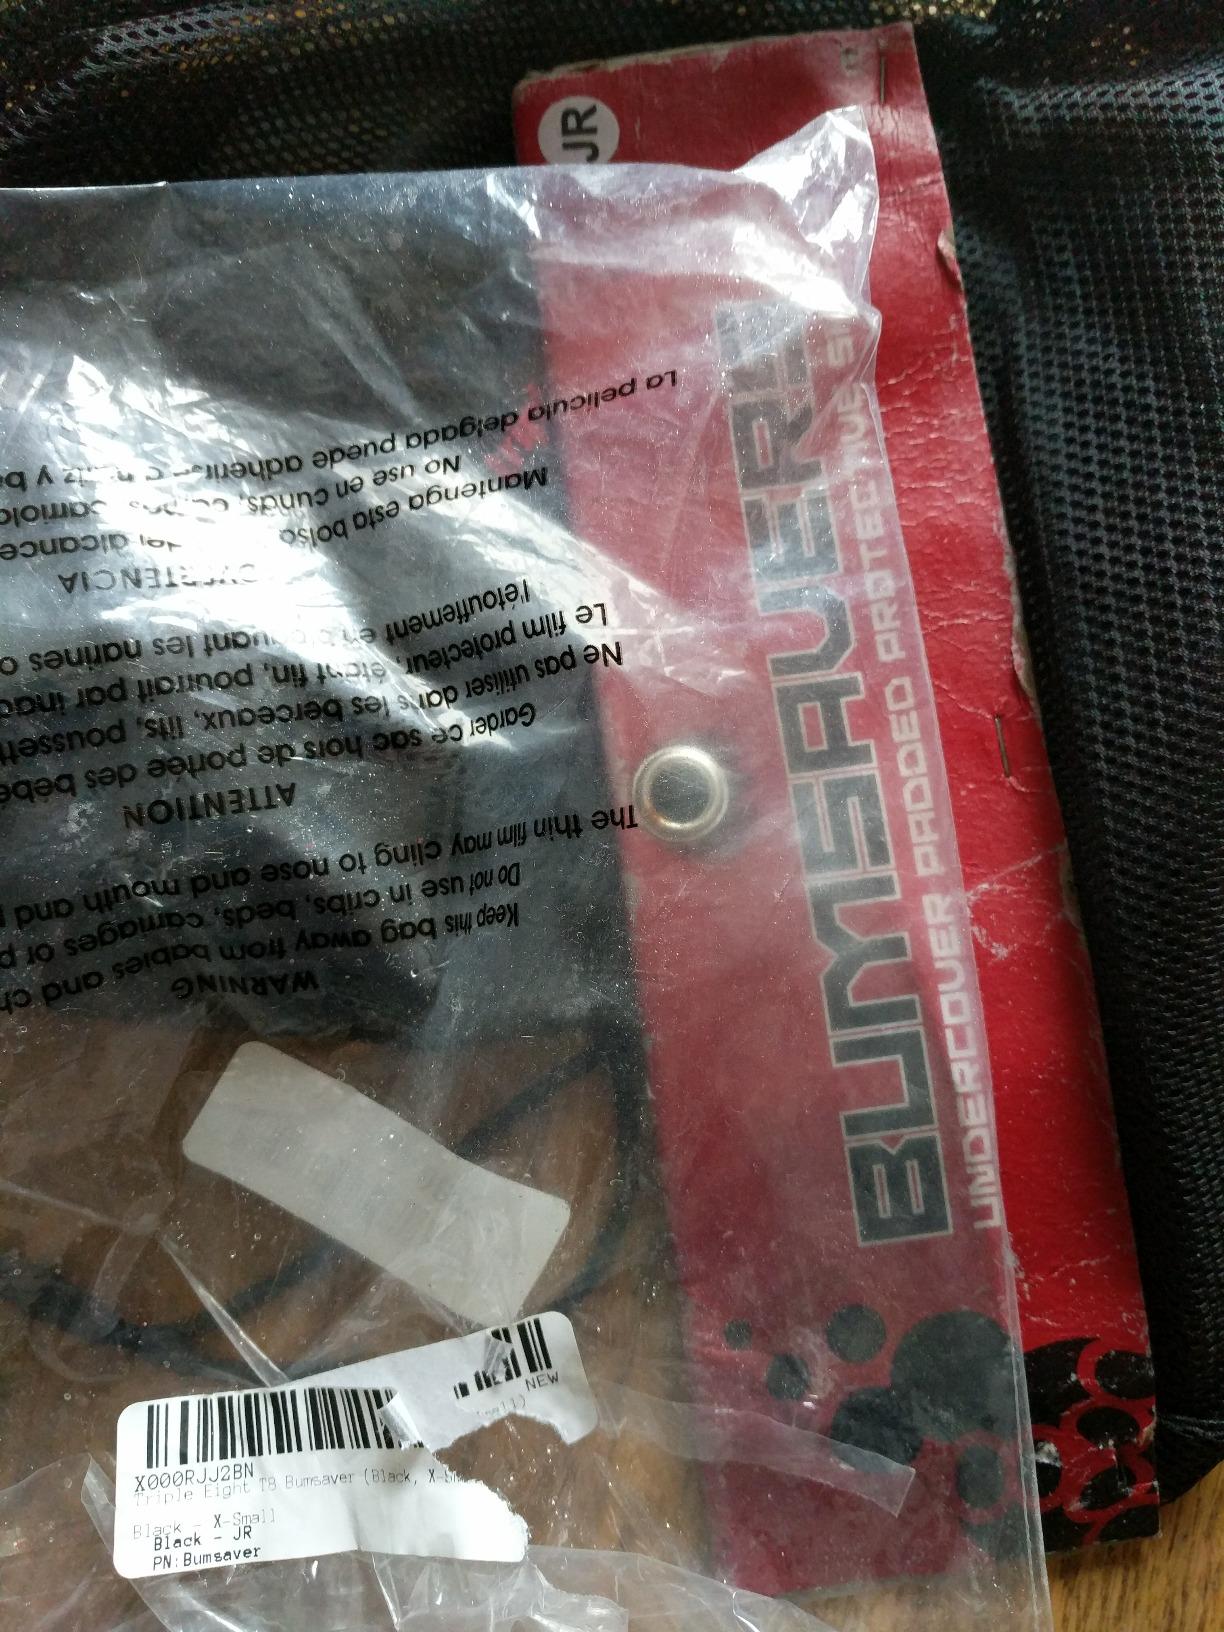 JR
BUMSAVER
UNDERCOVER PADDED
WARNING
Keep this bag away from babies and
Do not use in cribs, beds, carriages or
The thin film may cling to nose and mouth and
ATTENTION
Garder ce sac hors de portée des
Ne pas utiliser dans les berceaux, lits,
Le film protecteur, étant fin, pourrait par
l'étouffement en les narines
Mantenga esta bolsa
No use en cunas,
La película delgada puede y
NEW
X000RJJ2BN
Triple Eight T8 Bumsaver (Black,
Black - X-Small
Black - JR
PN:Bumsaver